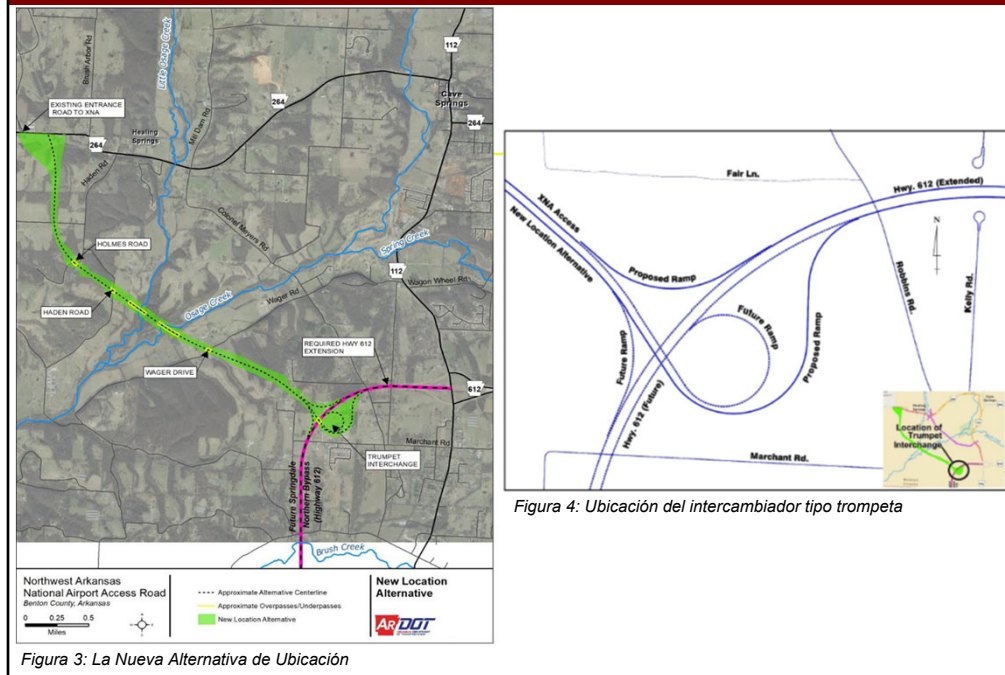 112
Brush Arbor Rd
Little Osage Creek
Mill Dam Rd
264
Cave
Springs
EXISTING ENTRANCE
ROAD TO XNA
Healing
Springs
264
264
Haden Rd
Colonel Meyers Rd
HOLMES ROAD
Spring Creek
112
Wagon Wheel Rd
HADEN ROAD
Osage Creek
Wager Rd
REQUIRED HWY 612
EXTENSION
WAGER DRIVE
612
Marchant Rd
TRUMPET
INTERCHANGE
Future Springdale
Northern Bypass
(Highway 612)
Brush Creek
Northwest Arkansas
National Airport Access Road
Benton County, Arkansas
0 0.25 0.5
Miles
Approximate Alternative Centerline
Approximate Overpasses/Underpasses
New Location Alternative
New Location
Alternative
ARDOT
Figura 3: La Nueva Alternativa de Ubicación
Fair Ln.
Hwy. 612 (Extended)
XNA Access
New Location Alternative
N
Proposed Ramp
Robbins Rd.
Kelly Rd.
Future Ramp
Future Ramp
Proposed Ramp
Hwy. 612 (Future)
Marchant Rd.
Location of
Trumpet
Interchange
Figura 4: Ubicación del intercambiador tipo trompeta